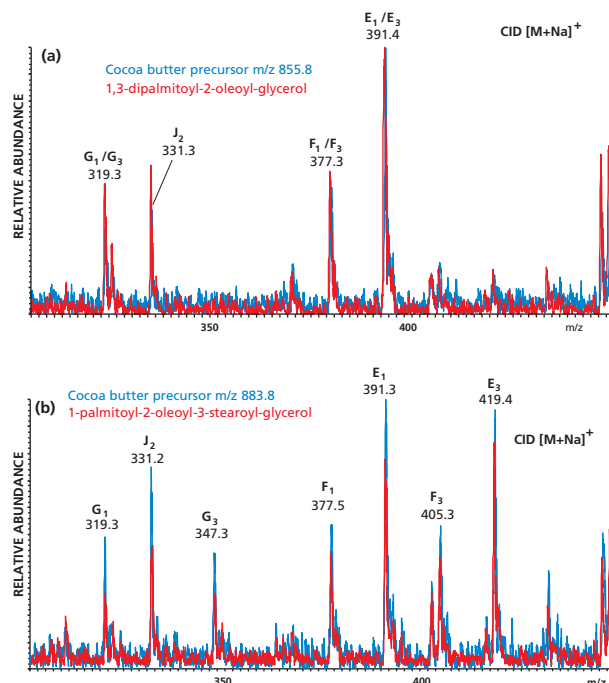 E1/E3
391.4
CID [M+Na]+
(a)
Cocoa butter precursor m/z 855.8
1,3-dipalmitoyl-2-oleoyl-glycerol
J2
331.3
G1/G3
319.3
F1/F3
377.3
RELATIVE ABUNDANCE
350
400
m/z
E1
391.3
E3
419.4
Cocoa butter precursor m/z 883.8
(b)
1-palmitoyl-2-oleoyl-3-stearoyl-glycerol
CID [M+Na]+
J2
331.2
G1
319.3
G3
347.3
F1
377.5
F3
405.3
RELATIVE ABUNDANCE
350
400
m/z